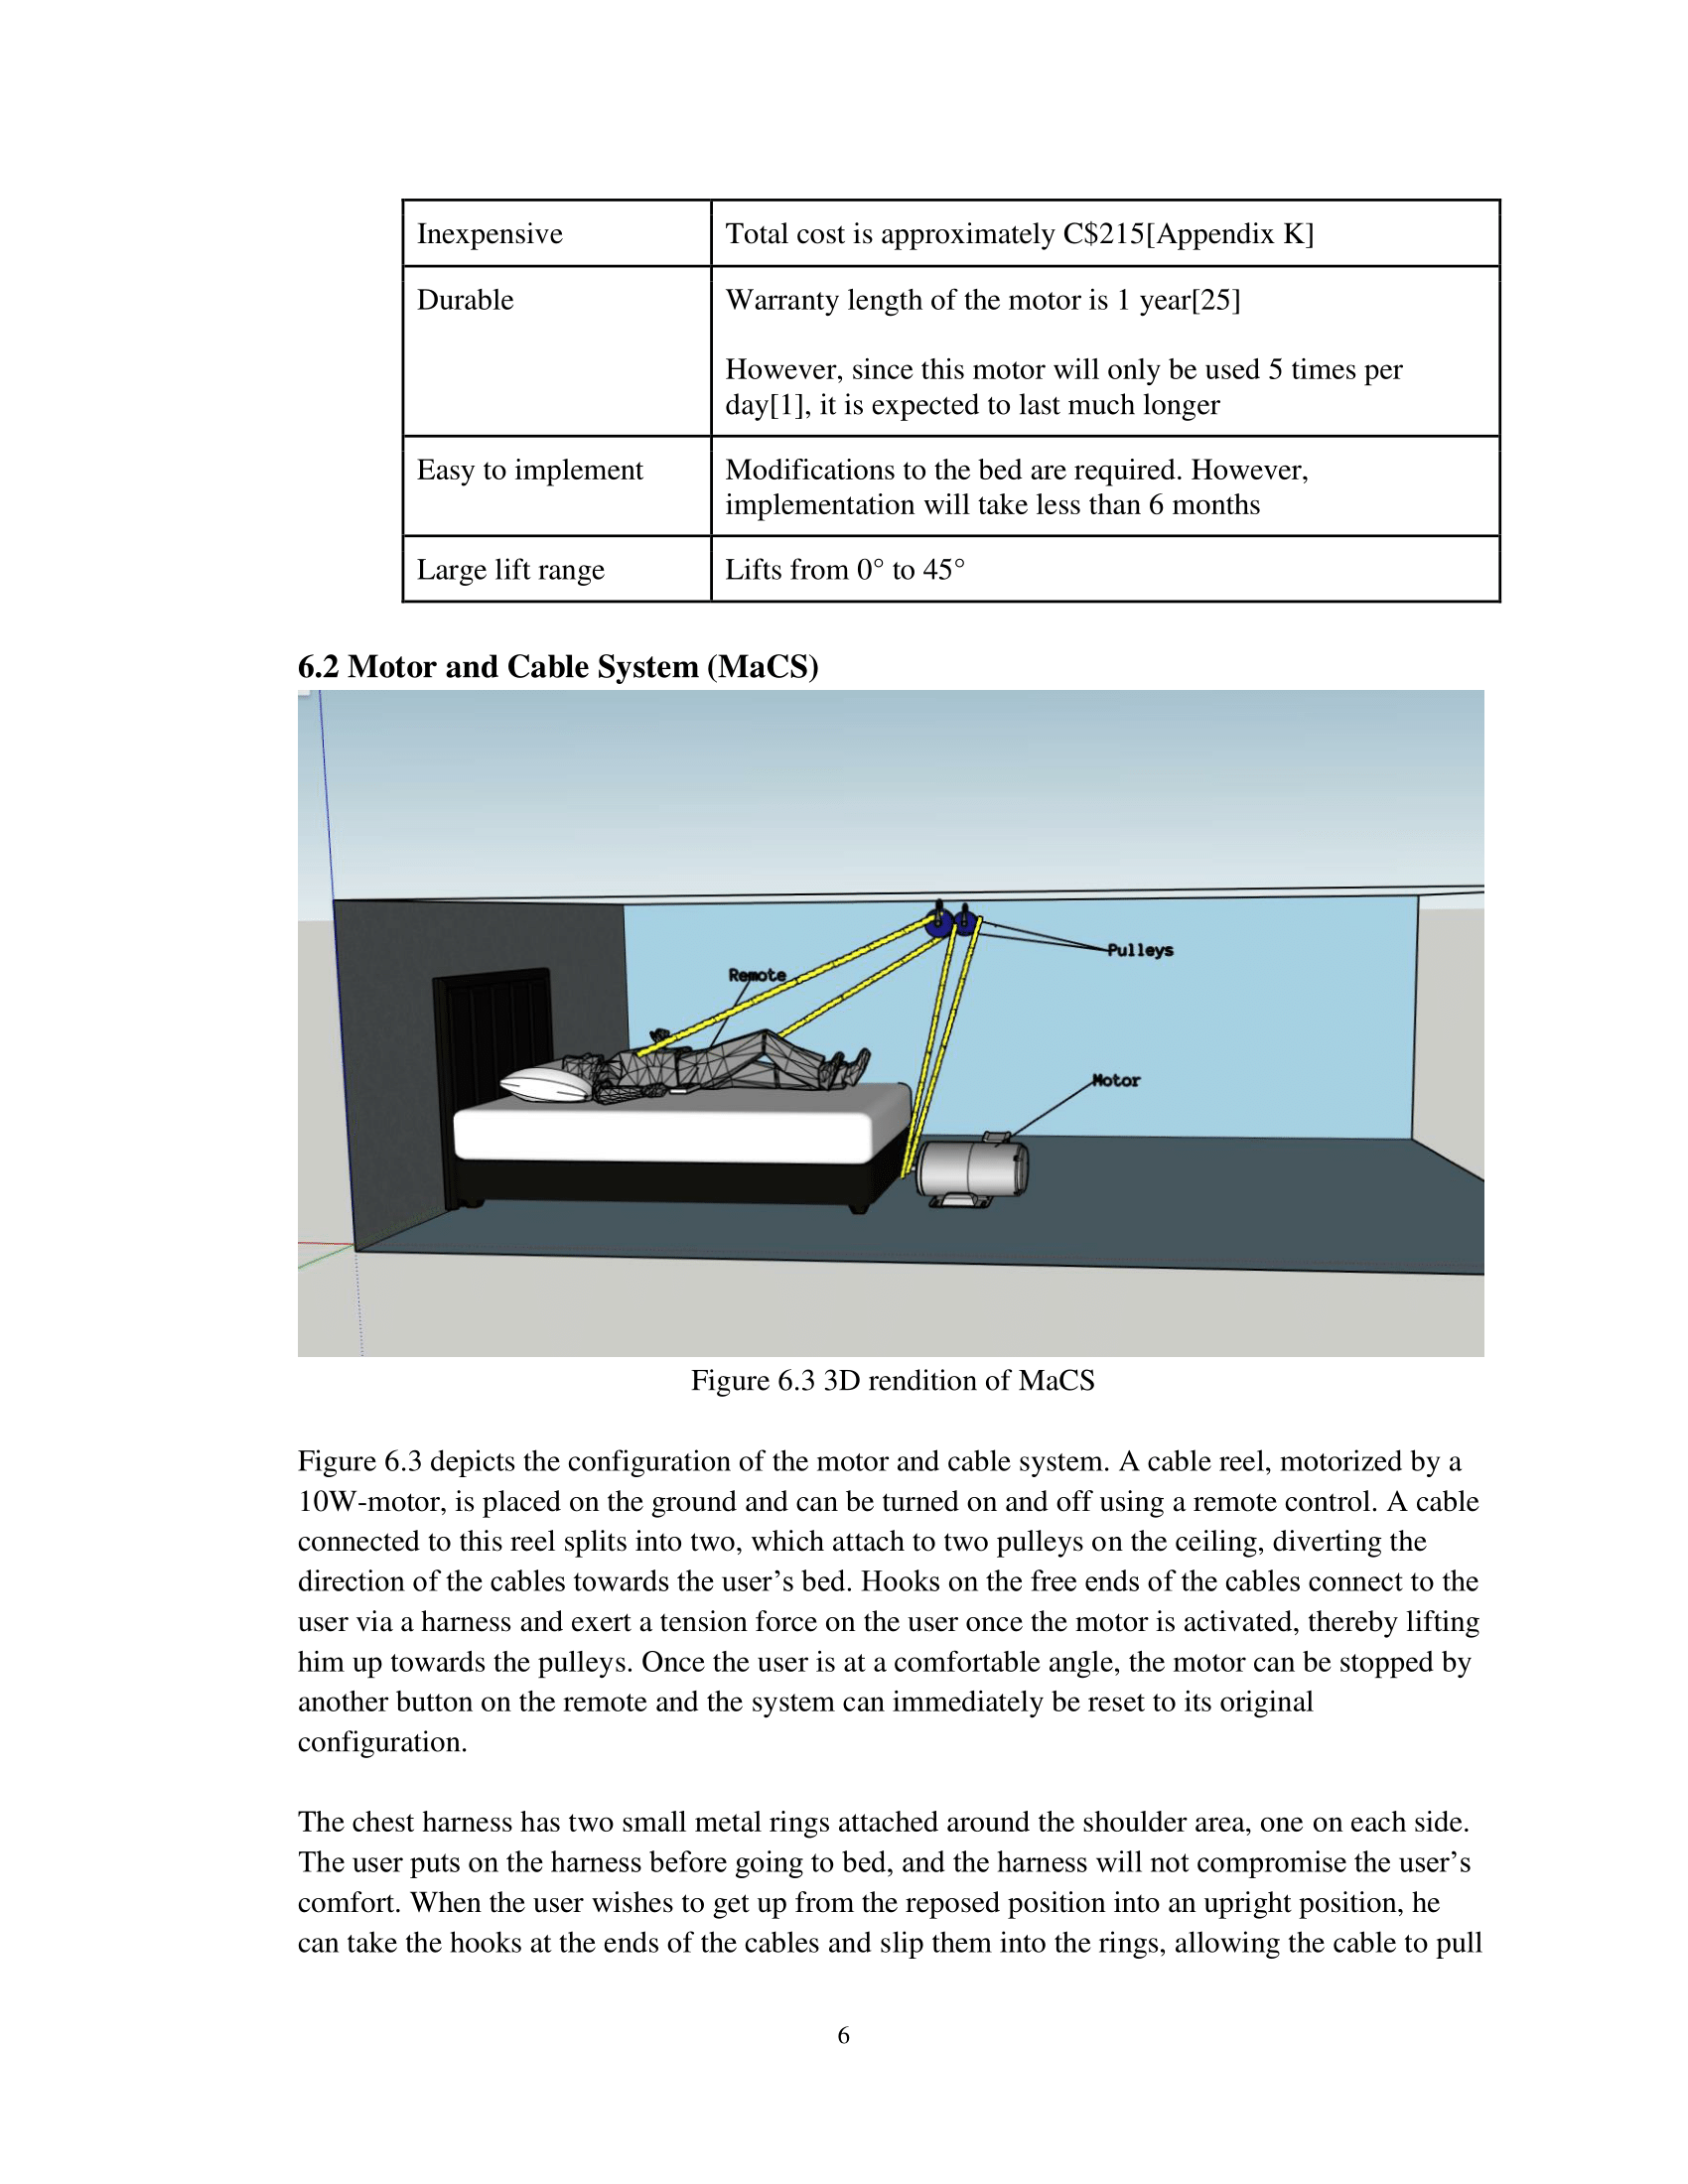 Inexpensive
Total cost is approximately C$215[Appendix K]
Durable
Warranty length of the motor is 1 year[25]
However, since this motor will only be used 5 times per
day[1], it is expected to last much longer
Easy to implement
Modifications to the bed are required. However,
implementation will take less than 6 months
Large lift range
Lifts from 0° to 45°
6.2 Motor and Cable System (MaCS)
Pulleys
Remote
Motor
Figure 6.3 3D rendition of MaCS
Figure 6.3 depicts the configuration of the motor and cable system. A cable reel, motorized by a
10W-motor, is placed on the ground and can be turned on and off using a remote control. A cable
connected to this reel splits into two, which attach to two pulleys on the ceiling, diverting the
direction of the cables towards the user’s bed. Hooks on the free ends of the cables connect to the
user via a harness and exert a tension force on the user once the motor is activated, thereby lifting
him up towards the pulleys. Once the user is at a comfortable angle, the motor can be stopped by
another button on the remote and the system can immediately be reset to its original
configuration.
The chest harness has two small metal rings attached around the shoulder area, one on each side.
The user puts on the harness before going to bed, and the harness will not compromise the user’s
comfort. When the user wishes to get up from the reposed position into an upright position, he
can take the hooks at the ends of the cables and slip them into the rings, allowing the cable to pull
6